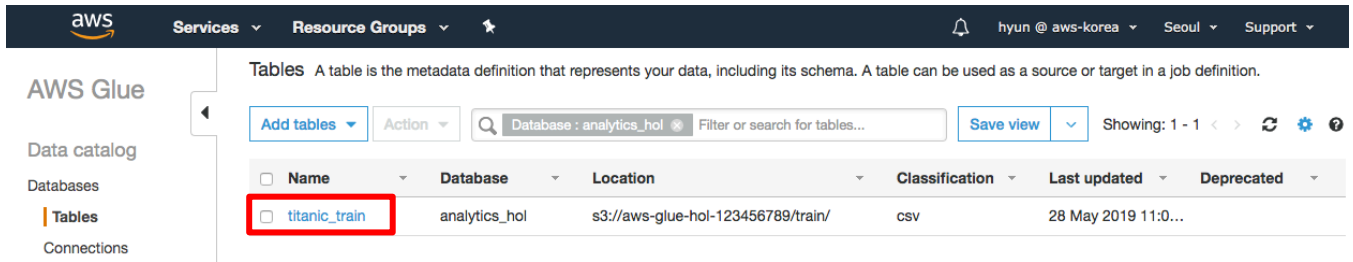 aws Services Resource Groups hyun @ aws-korea Seoul Support
AWS Glue
Data catalog
Databases
Tables
Connections
Tables A table is the metadata definition that represents your data, including its schema. A table can be used as a source or target in a job definition.
Add tables Action Database : analytics_hol Filter or search for tables... Save view Showing: 1 - 1 < >
Name Database Location Classification Last updated Deprecated
titanic_train analytics_hol s3://aws-glue-hol-123456789/train/ csv 28 May 2019 11:0...